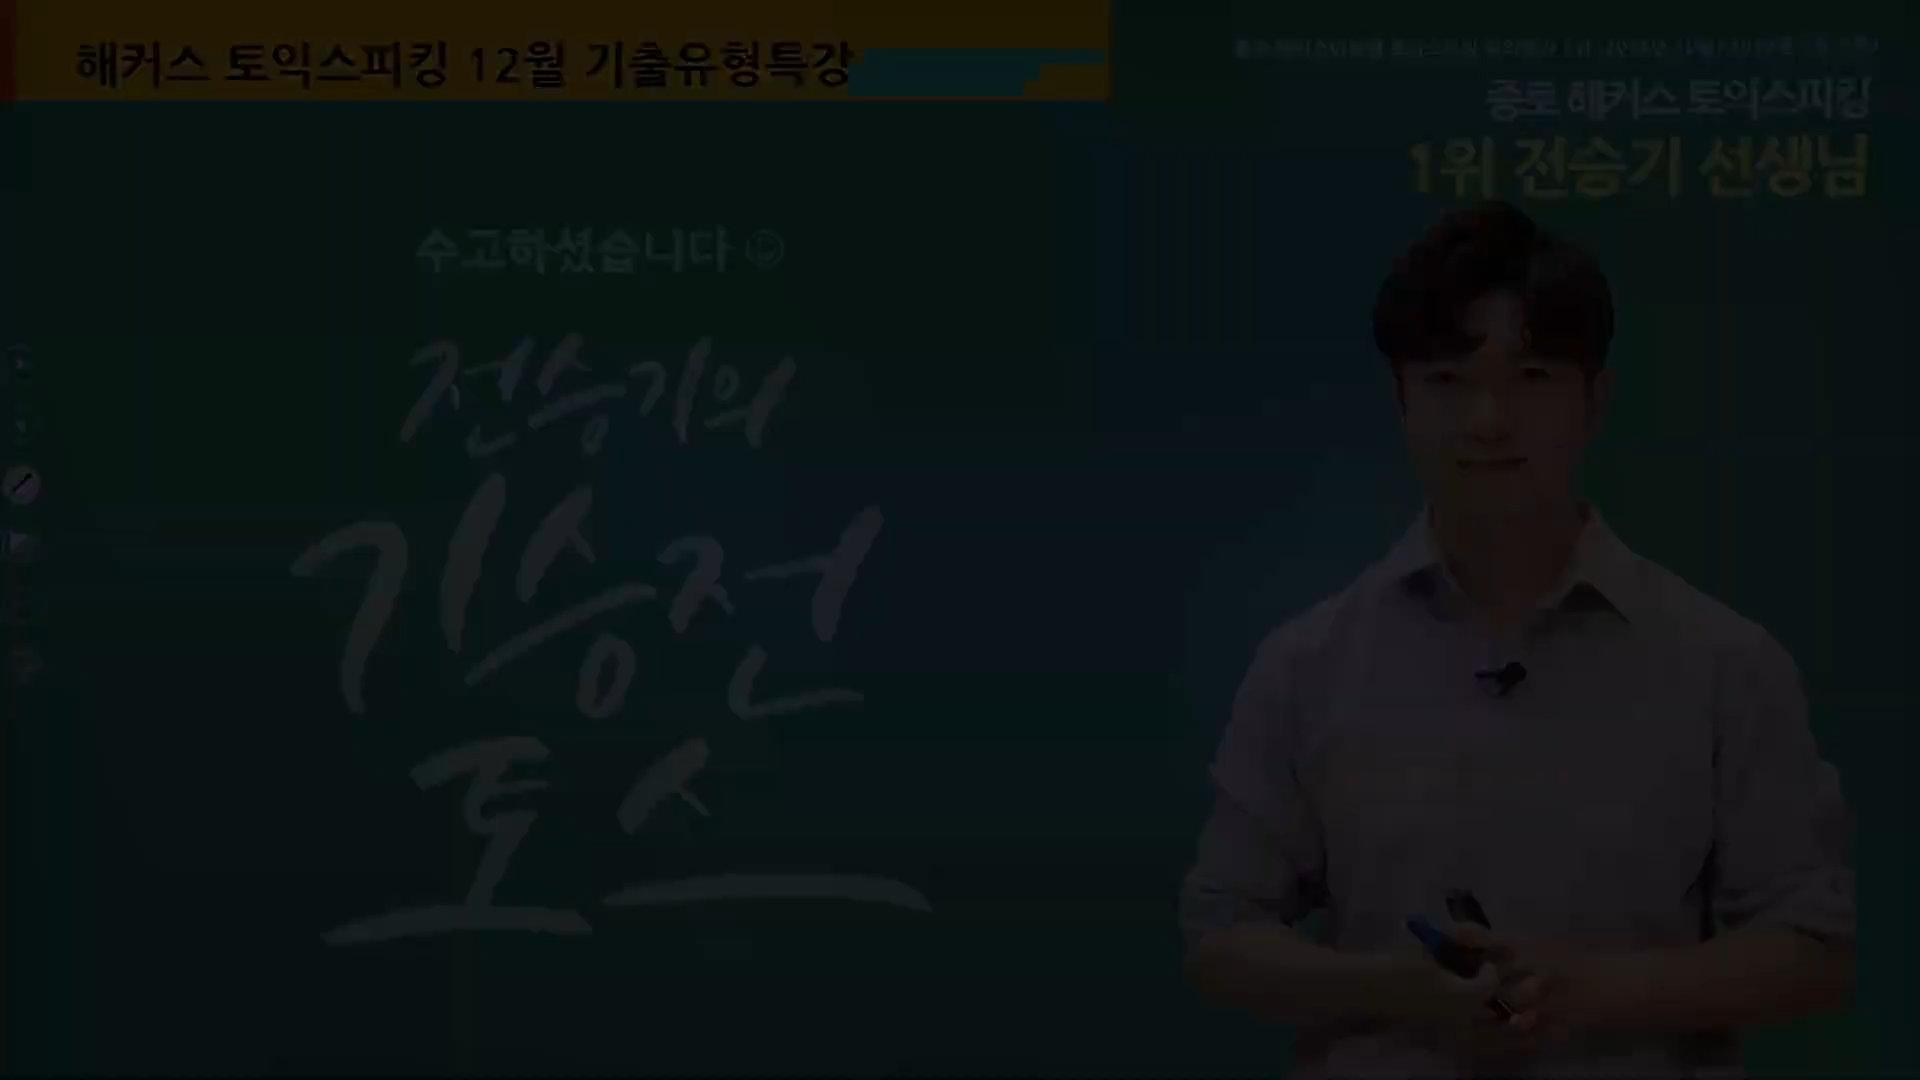 해커스 토익스피킹 12월 기출유형특강
종로 해커스 토익스피킹
1위 전승기 선생님
수고하셨습니다
전승기의
기승전
토스